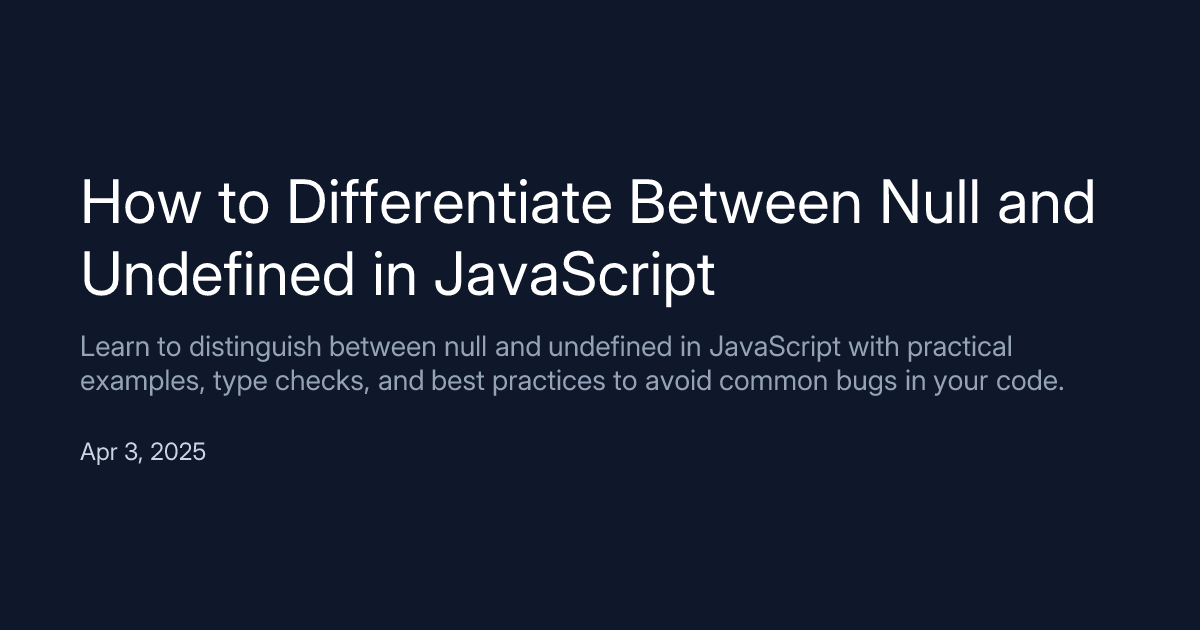 How to Differentiate Between Null and
Undefined in JavaScript
Learn to distinguish between null and undefined in JavaScript with practical
examples, type checks, and best practices to avoid common bugs in your code.
Apr 3, 2025